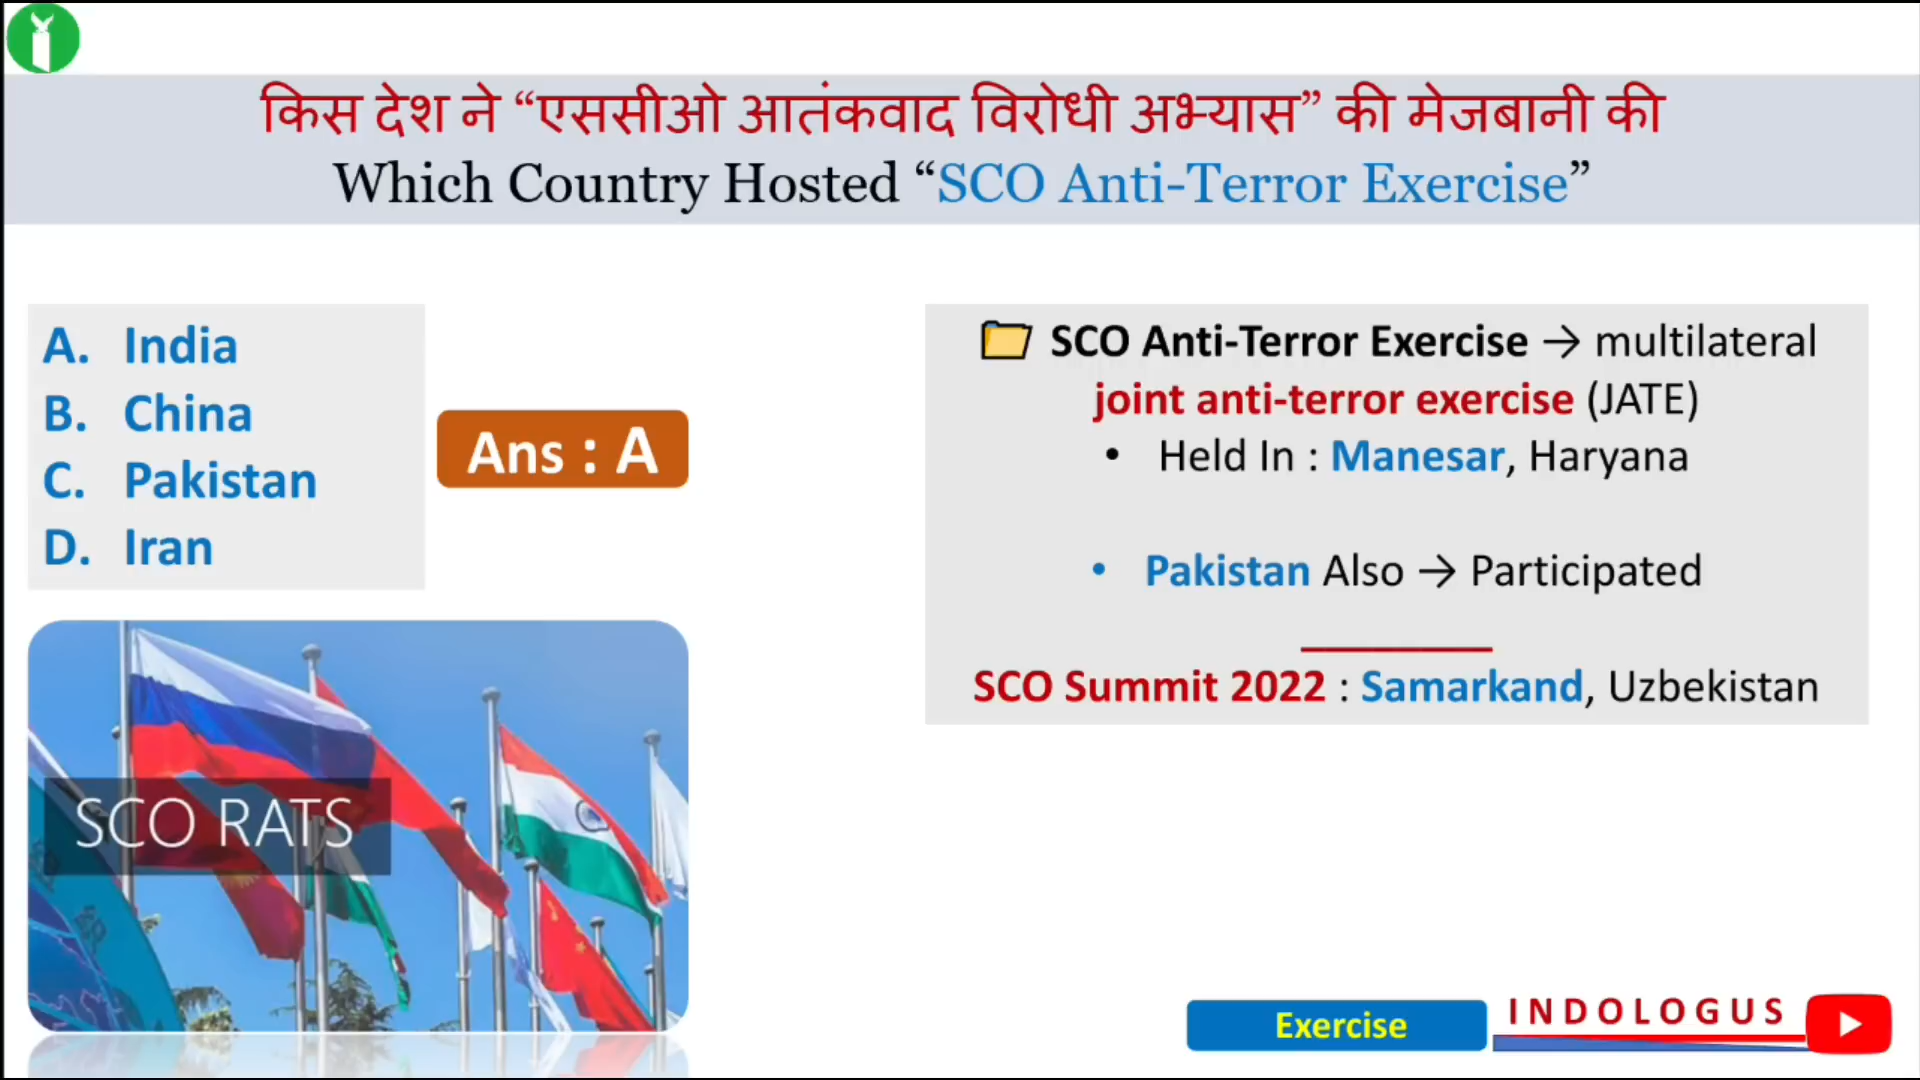 किस देश ने “एससीओ आतंकवाद विरोधी अभ्यास” की मेजबानी की
Which Country Hosted “SCO Anti-Terror Exercise”
A. India
B. China
C. Pakistan
D. Iran
Ans : A
SCO Anti-Terror Exercise → multilateral
joint anti-terror exercise (JATE)
• Held In : Manesar, Haryana
• Pakistan Also → Participated
SCO Summit 2022 : Samarkand, Uzbekistan
SCO RATS
Exercise
INDOLOGUS